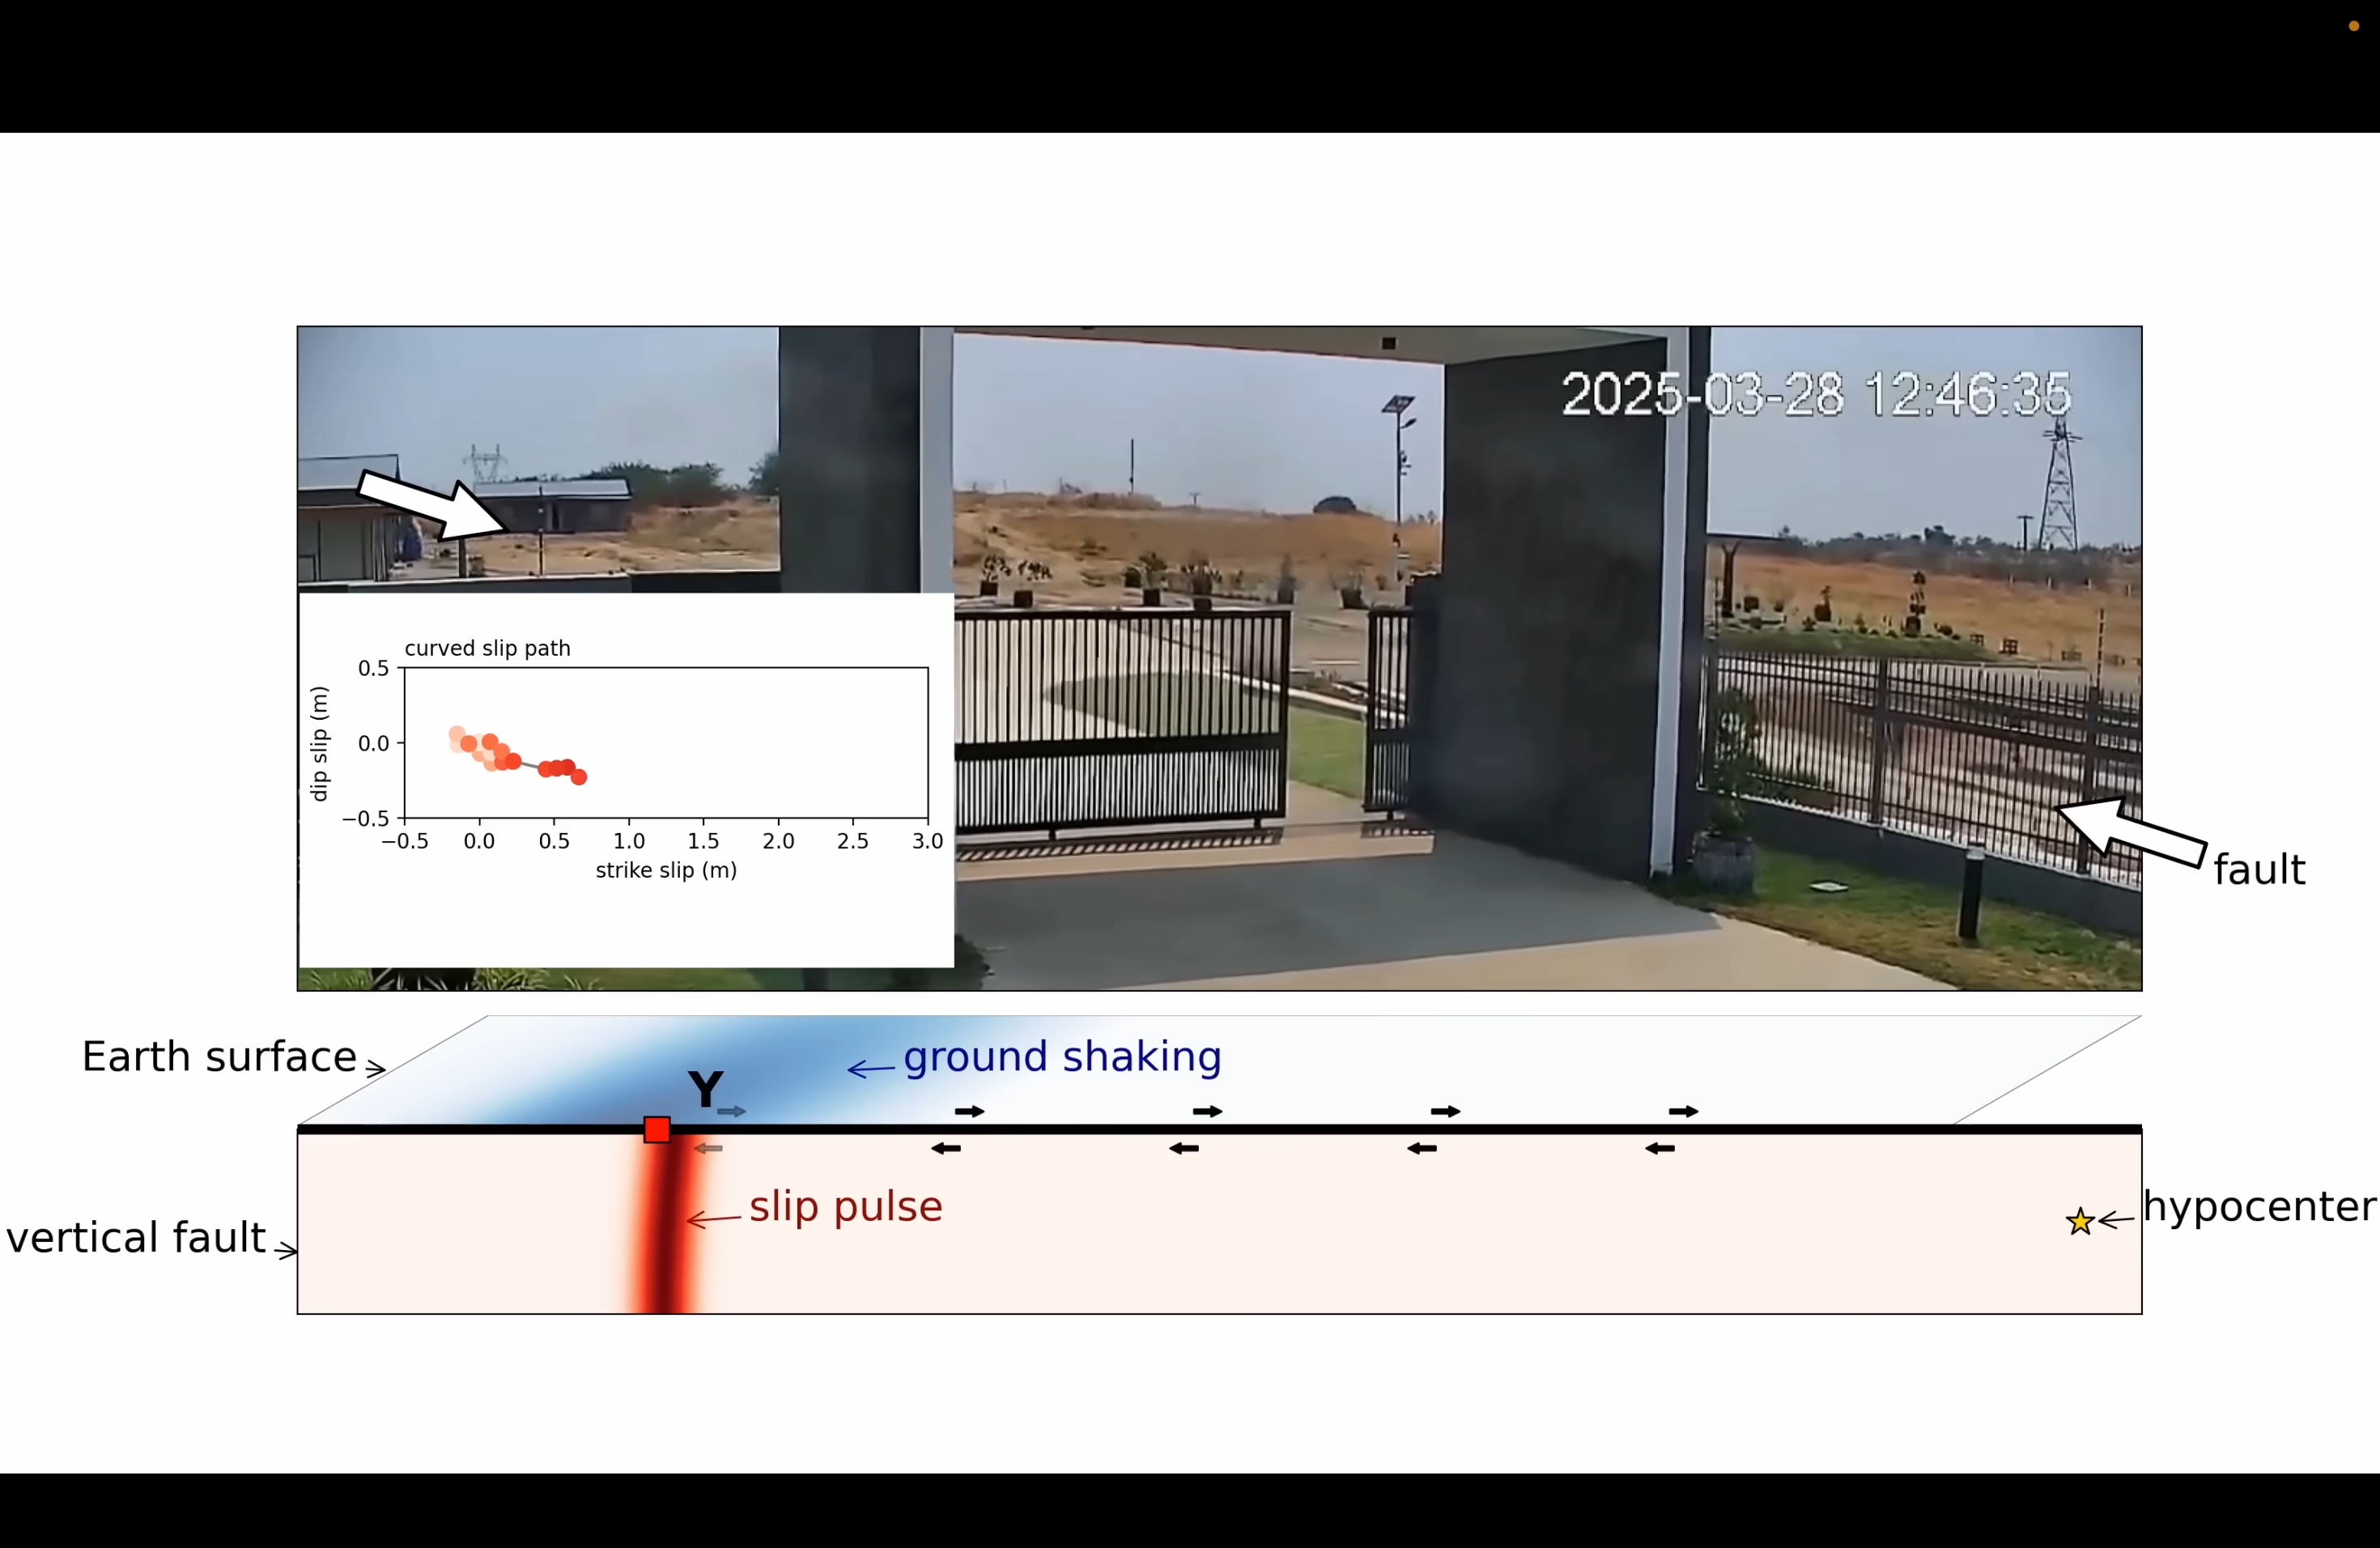 2025-03-28 12:46:35
curved slip path
0.5
0.0
−0.5
dip slip (m)
−0.5 0.0 0.5 1.0 1.5 2.0 2.5 3.0
strike slip (m)
fault
Earth surface
ground shaking
Y
slip pulse
hypocenter
vertical fault